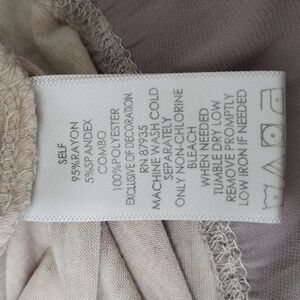 SELF
95%RAYON
5%SPANDEX
COMBO
100%POLYESTER
EXCLUSIVE OF DECORATION
RN 87935
MACHINE WASH COLD
SEPARATELY
ONLY NON-CHLORINE
BLEACH
WHEN NEEDED
TUMBLE DRY LOW
REMOVE PROMPTLY
LOW IRON IF NEEDED